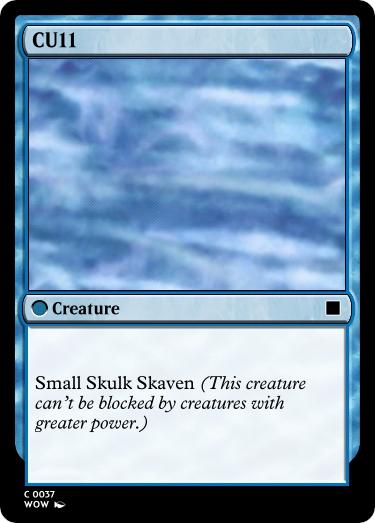 CU11
Creature
Small Skulk Skaven (This creature
can't be blocked by creatures with
greater power.)
C 0037
WOW